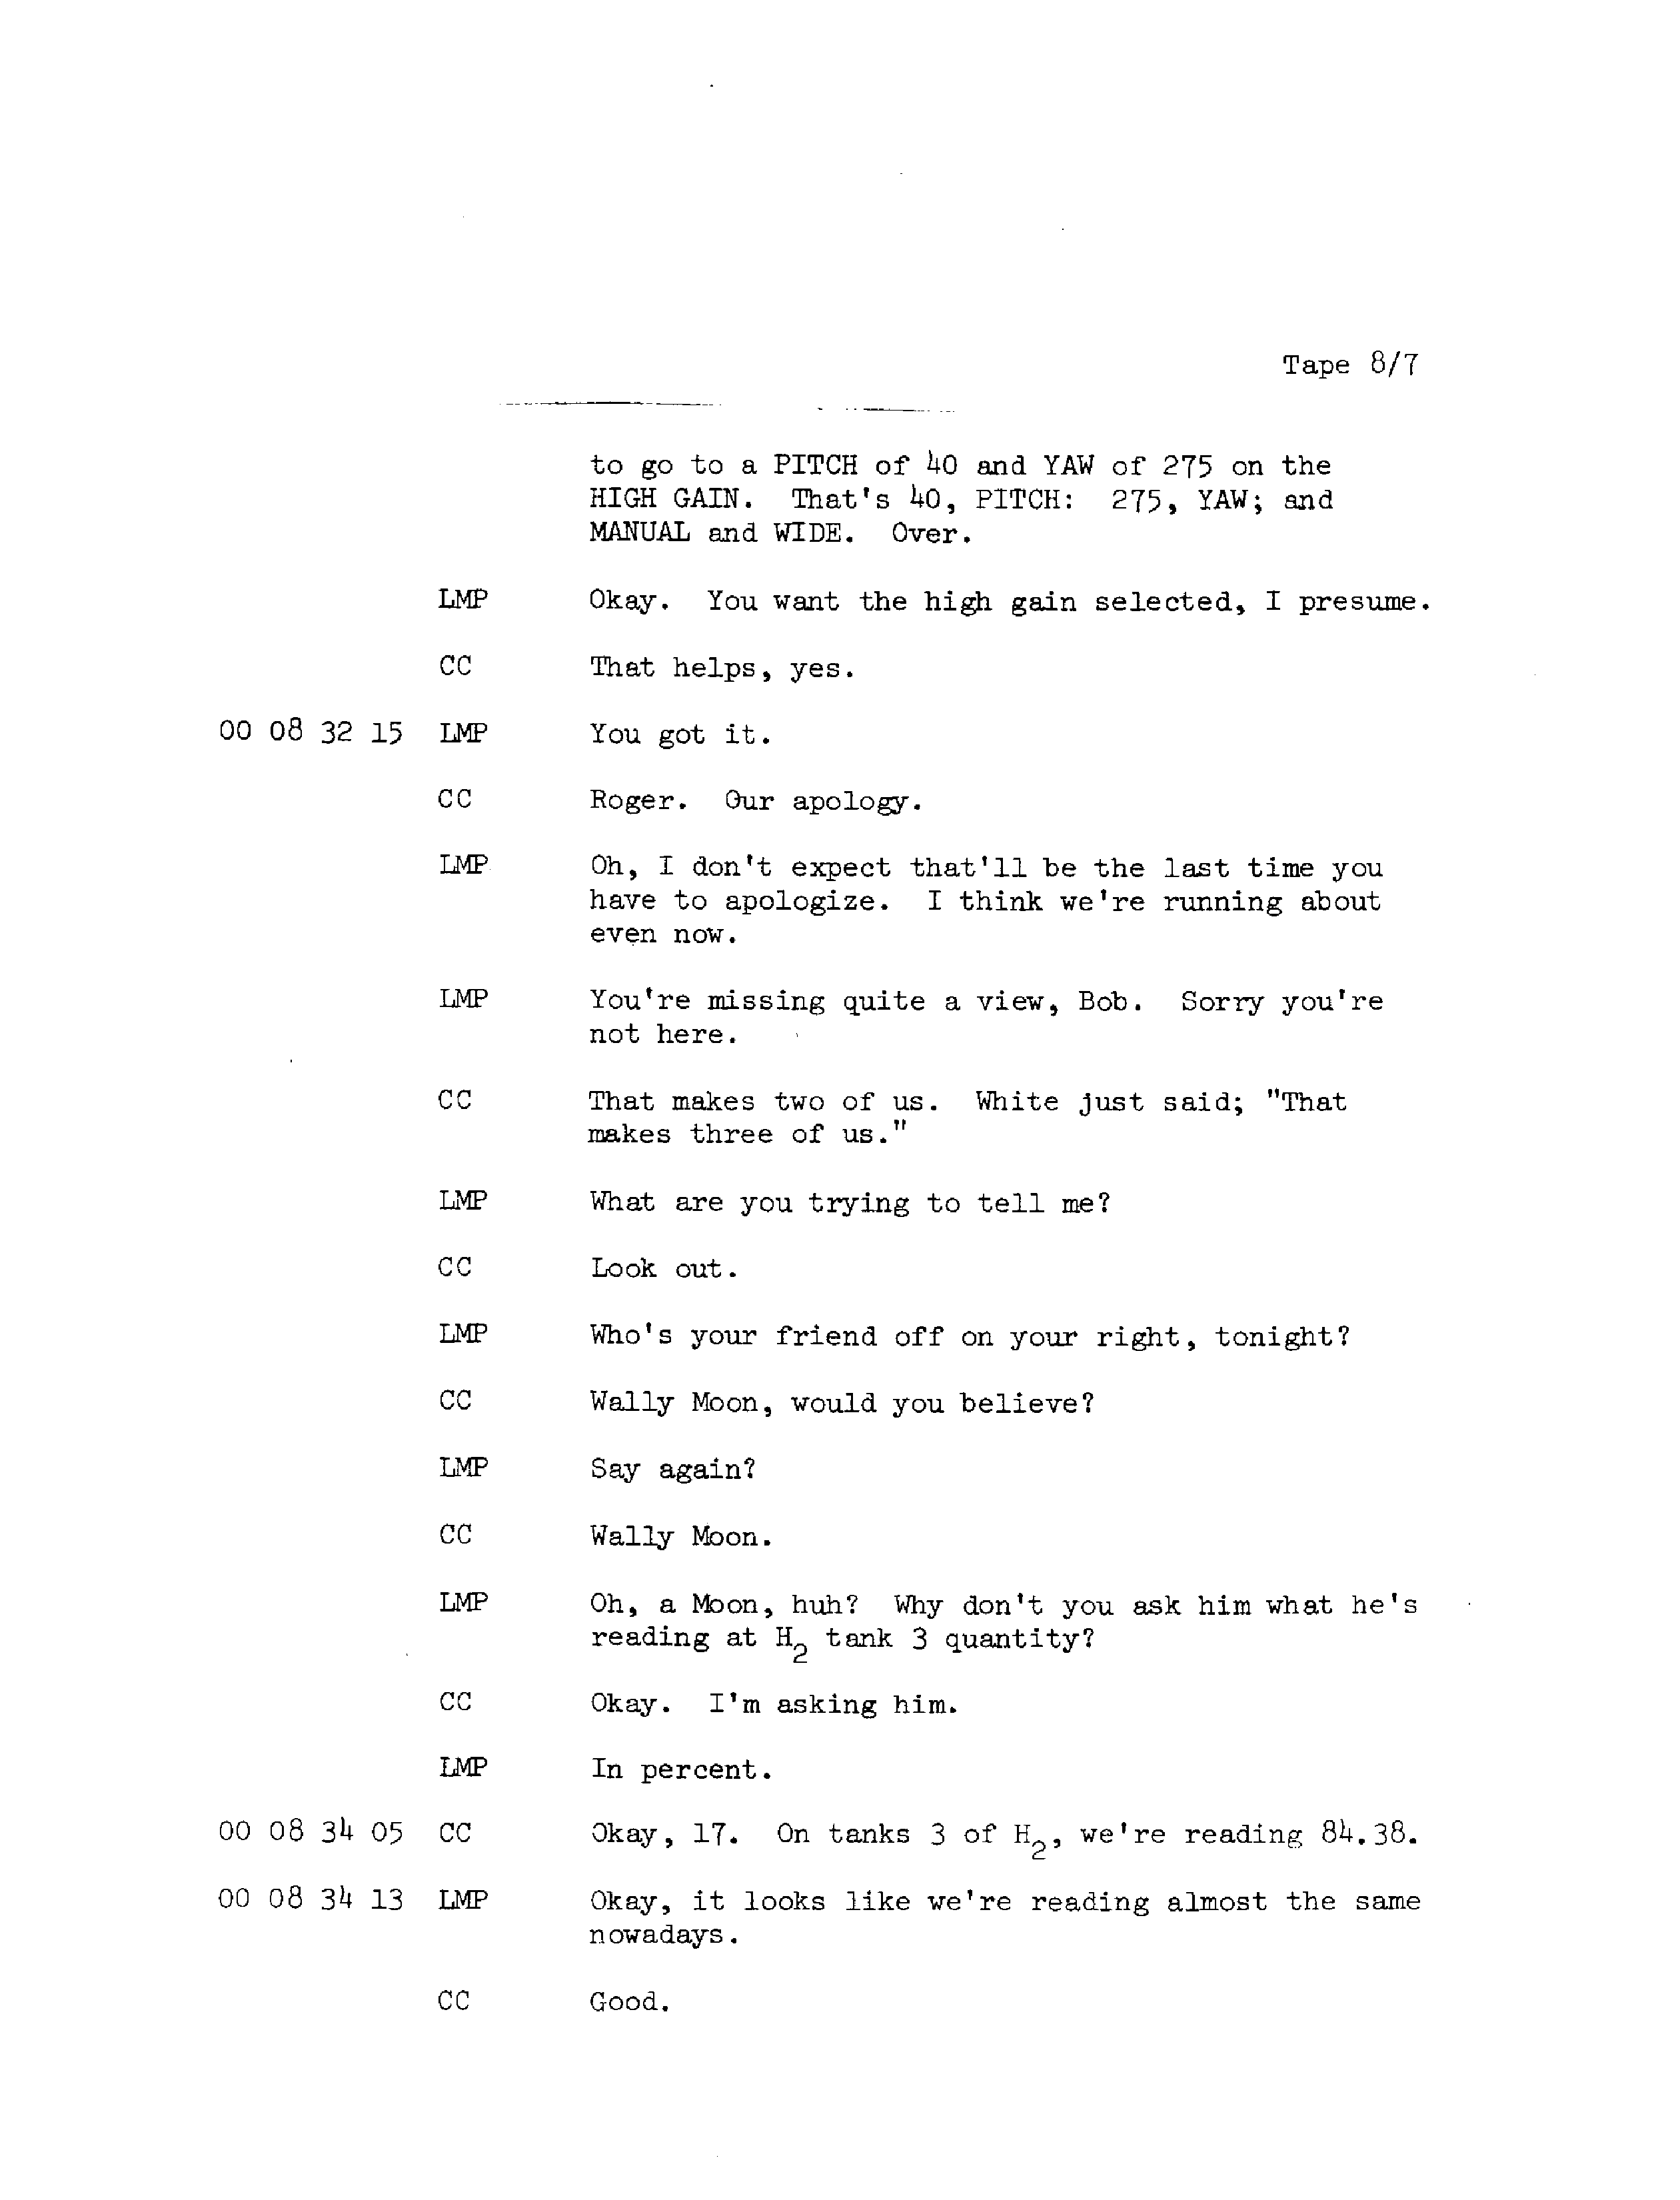 Tape 8/7
to go to a PITCH of 40 and YAW of 275 on the
HIGH GAIN. That's 40, PITCH: 275, YAW; and
MANUAL and WIDE. Over.
LMP Okay. You want the high gain selected, I presume.
CC That helps, yes.
00 08 32 15 LMP You got it.
CC Roger. Our apology.
LMP Oh, I don't expect that'll be the last time you
have to apologize. I think we're running about
even now.
LMP You're missing quite a view, Bob. Sorry you're
not here.
CC That makes two of us. White just said; "That
makes three of us."
LMP What are you trying to tell me?
CC Look out.
LMP Who's your friend off on your right, tonight?
CC Wally Moon, would you believe?
LMP Say again?
CC Wally Moon.
LMP Oh, a Moon, huh? Why don't you ask him what he's
reading at H2 tank 3 quantity?
CC Okay. I'm asking him.
LMP In percent.
00 08 34 05 CC Okay, 17. On tanks 3 of H2, we're reading 84.38.
00 08 34 13 LMP Okay, it looks like we're reading almost the same
nowadays.
CC Good.